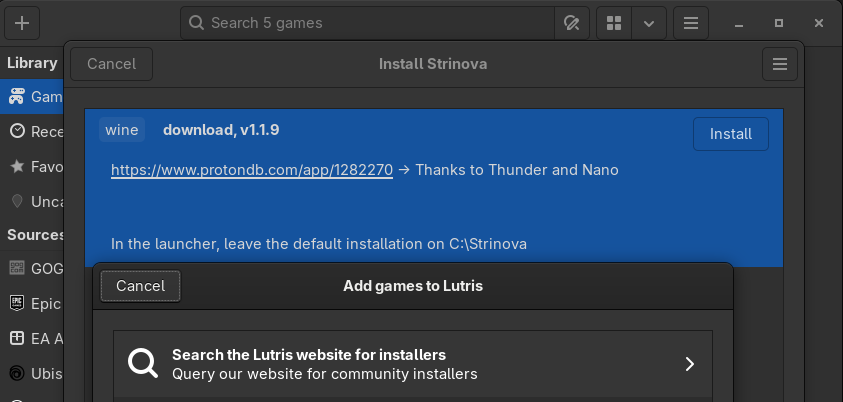 Search 5 games
Library
Cancel
Install Strinova
Gam
wine
download, v1.1.9
Install
Rece
https://www.protondb.com/app/1282270 → Thanks to Thunder and Nano
Favo
Unca
Sources
In the launcher, leave the default installation on C:\Strinova
GOG
Cancel
Add games to Lutris
Epic
EA A
Search the Lutris website for installers
Ubis
Query our website for community installers